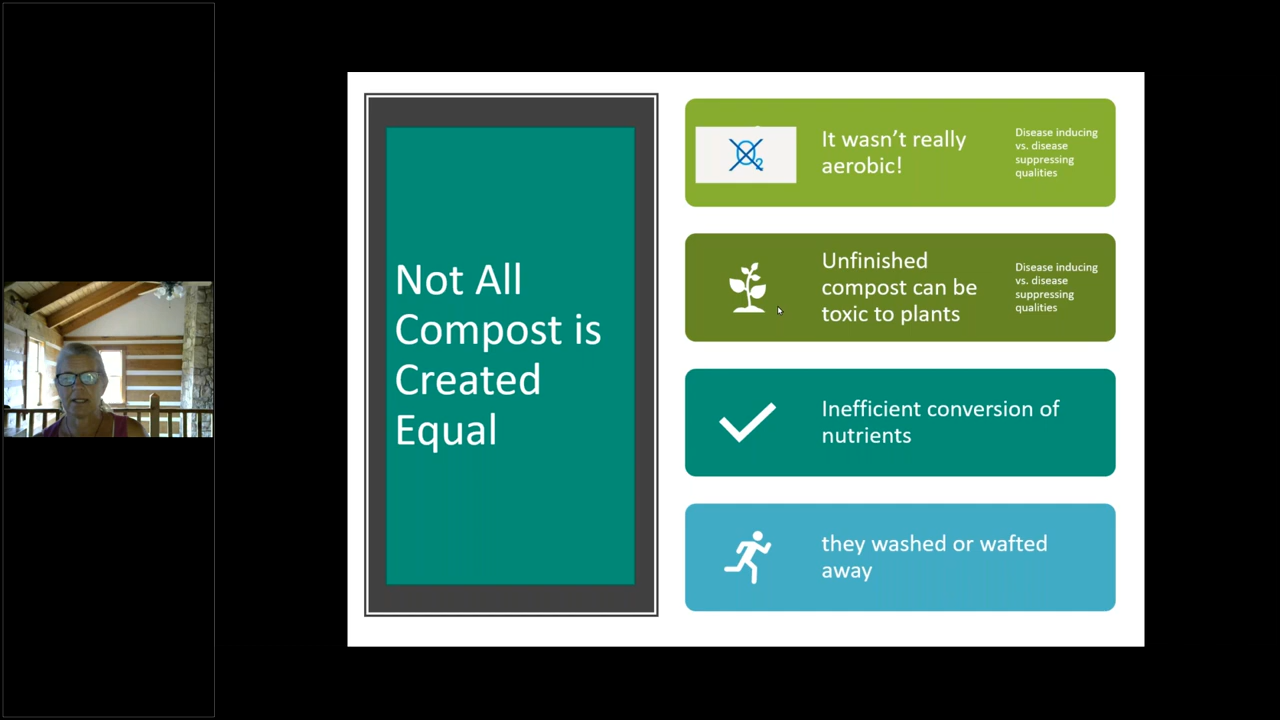 Not All
Compost is
Created
Equal
O2
It wasn't really
aerobic!
Disease inducing
vs. disease
suppressing
qualities
Unfinished
compost can be
toxic to plants
Disease inducing
vs. disease
suppressing
qualities
Inefficient conversion of
nutrients
they washed or wafted
away